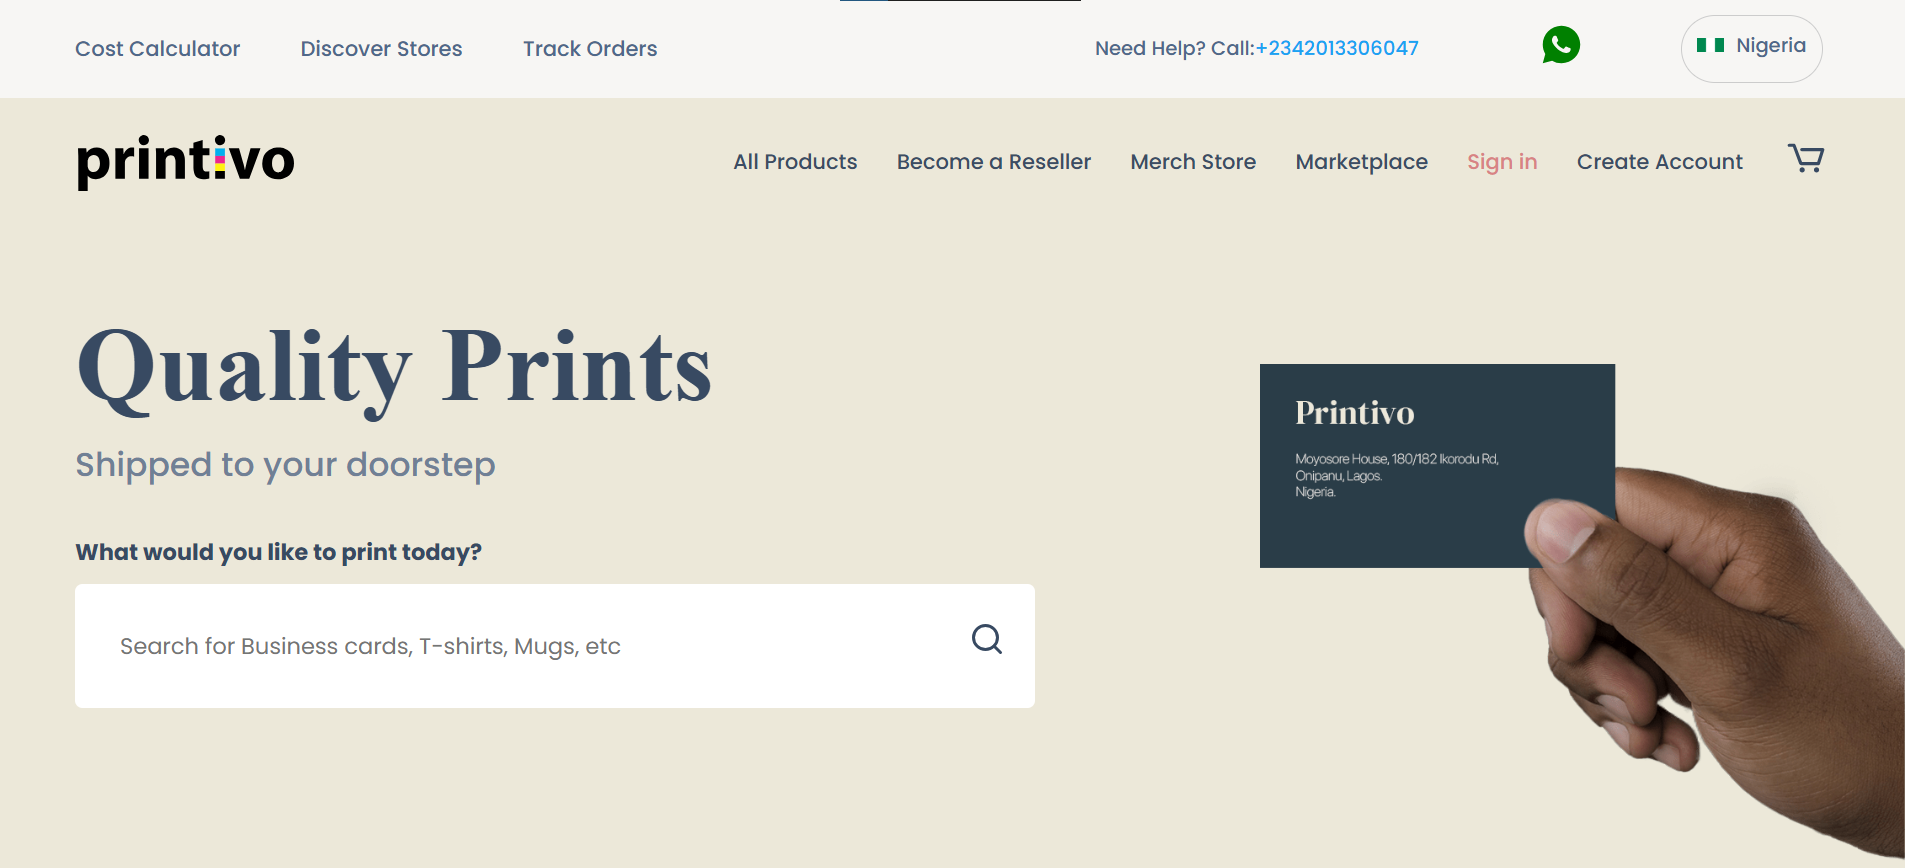 Cost Calculator Discover Stores Track Orders Need Help? Call:+2342013306047 Nigeria
printivo All Products Become a Reseller Merch Store Marketplace Sign in Create Account
Quality Prints
Shipped to your doorstep
What would you like to print today?
Search for Business cards, T-shirts, Mugs, etc
Printivo
Moyosore House, 180/182 Ikorodu Rd,
Onipanu, Lagos.
Nigeria.